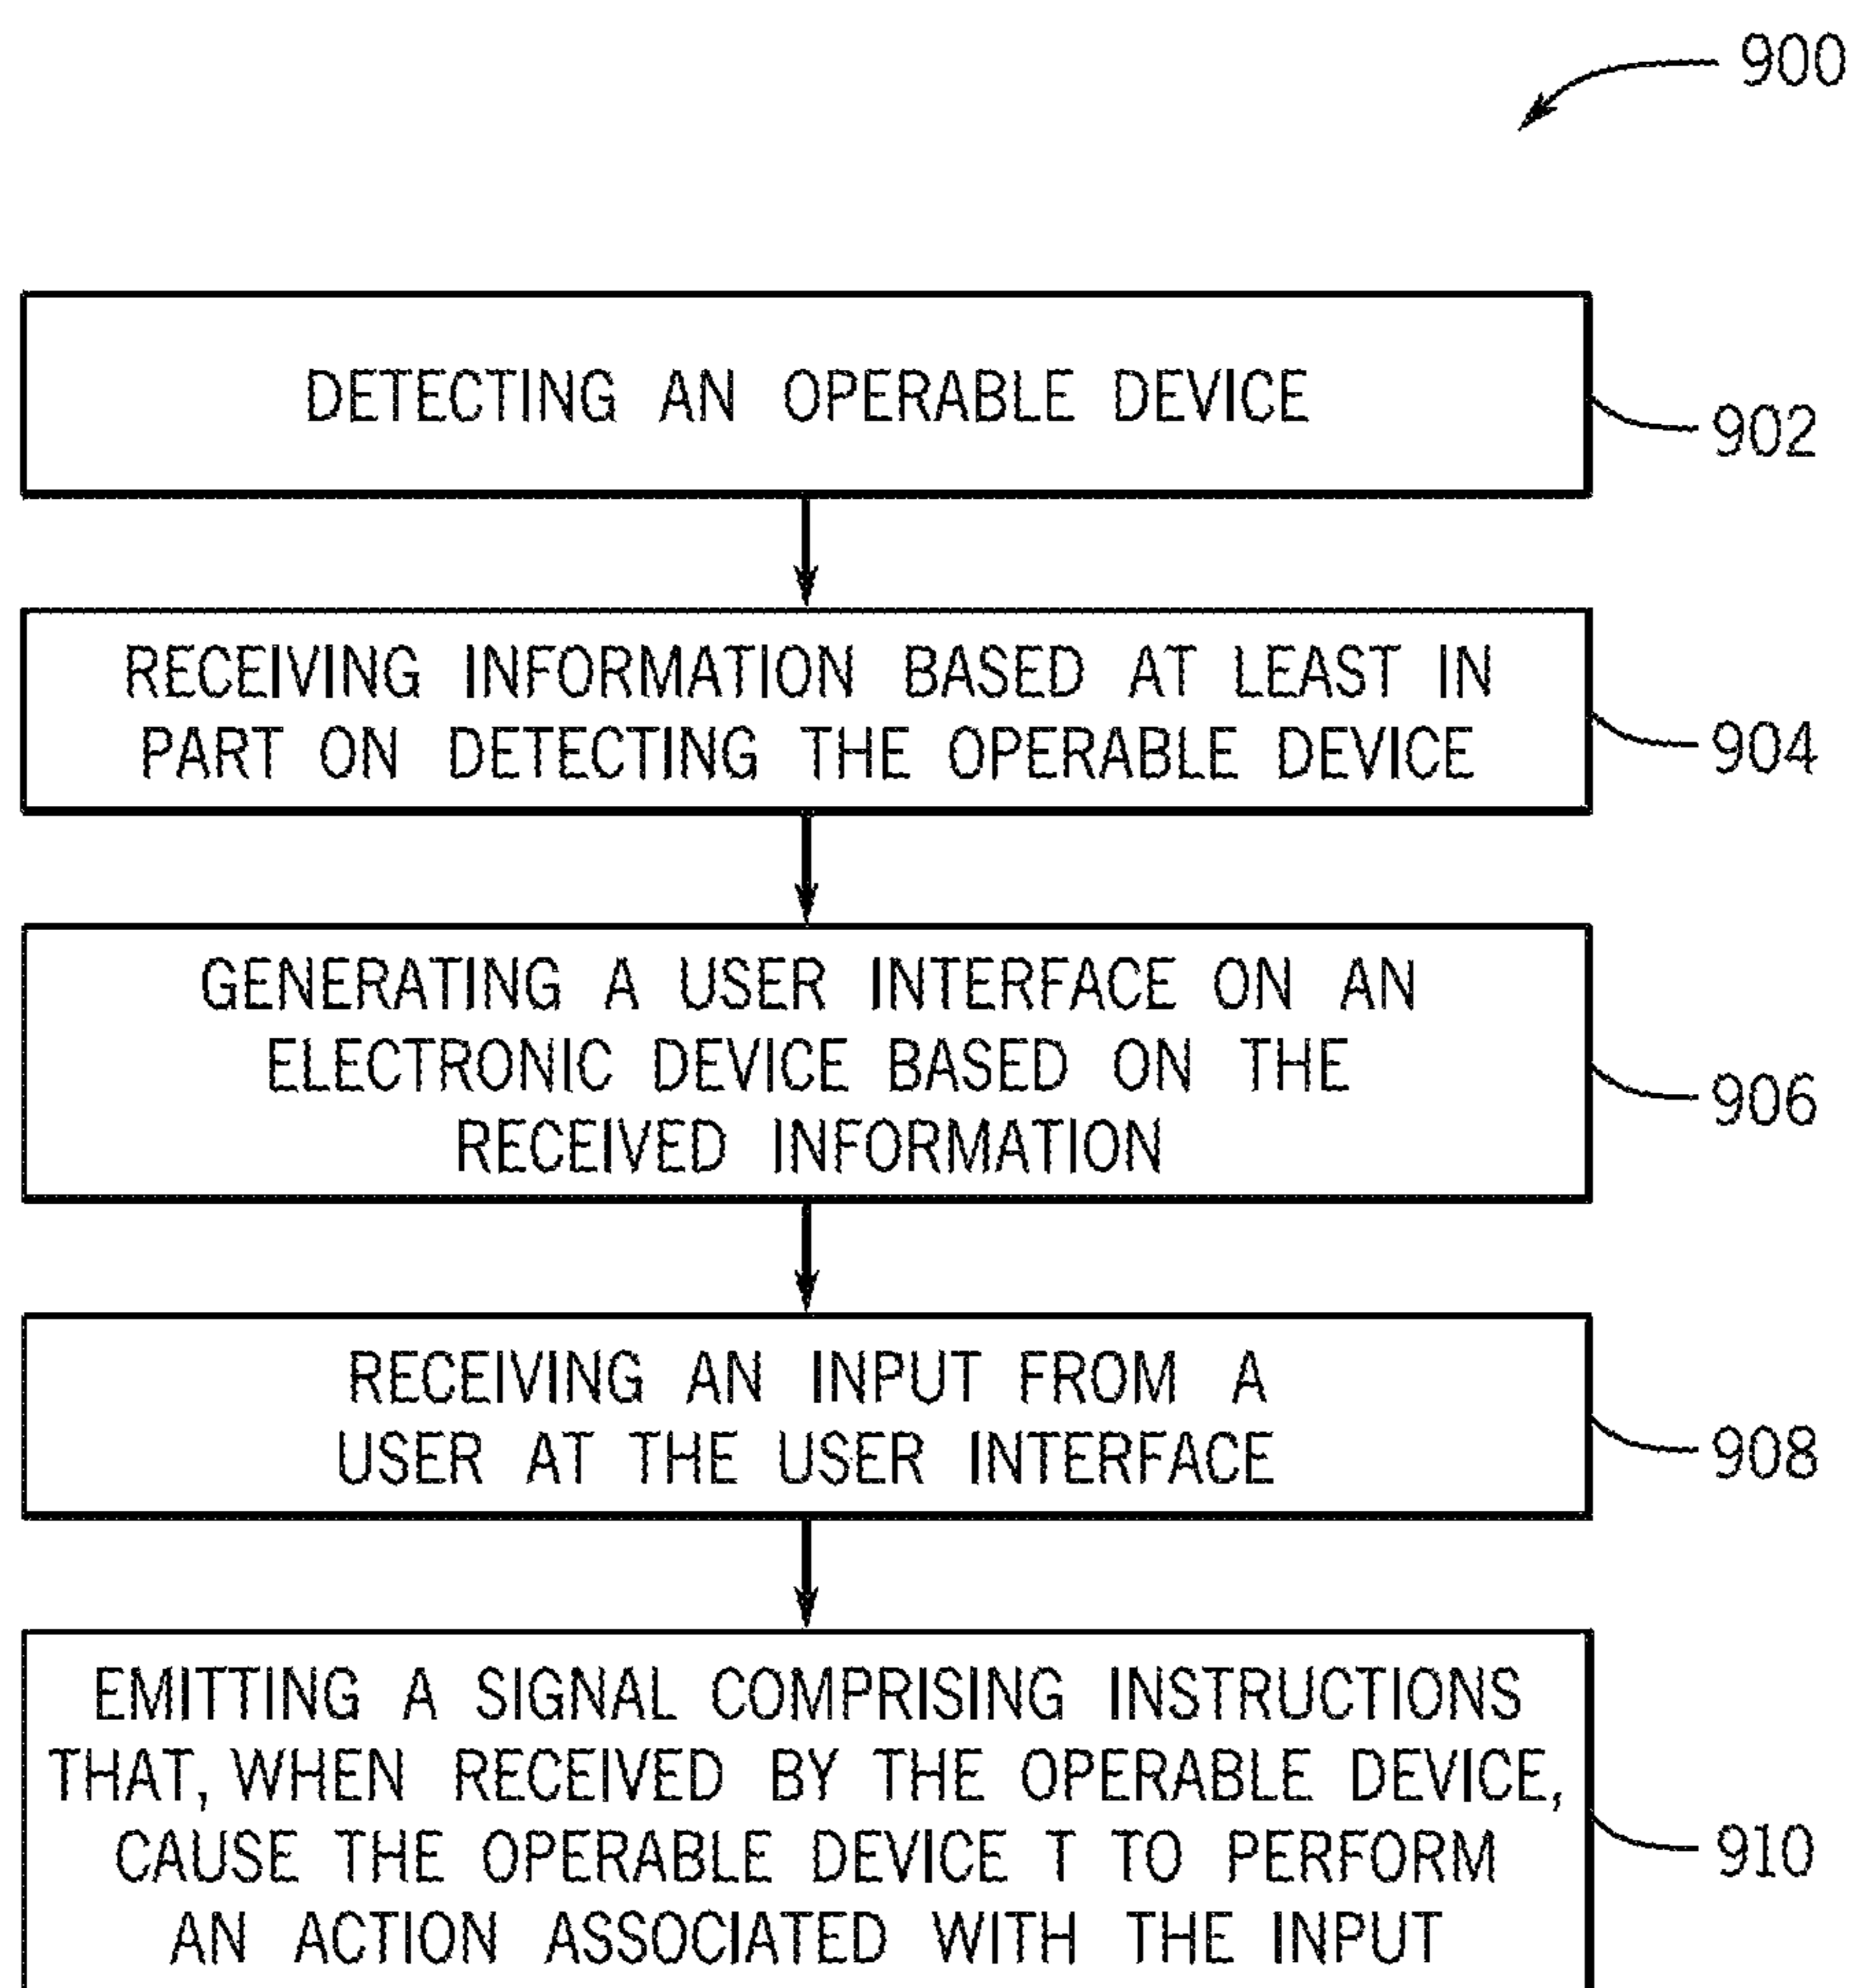 900
DETECTING AN OPERABLE DEVICE
902
RECEIVING INFORMATION BASED AT LEAST IN
PART ON DETECTING THE OPERABLE DEVICE
904
GENERATING A USER INTERFACE ON AN
ELECTRONIC DEVICE BASED ON THE
RECEIVED INFORMATION
906
RECEIVING AN INPUT FROM A
USER AT THE USER INTERFACE
908
EMITTING A SIGNAL COMPRISING INSTRUCTIONS
THAT, WHEN RECEIVED BY THE OPERABLE DEVICE,
CAUSE THE OPERABLE DEVICE T TO PERFORM
AN ACTION ASSOCIATED WITH THE INPUT
910